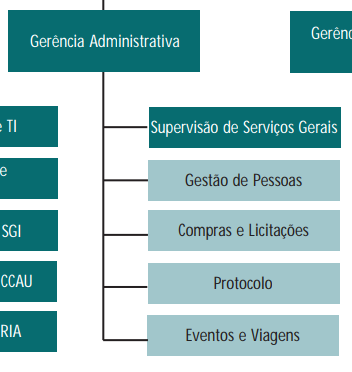 Gerência Administrativa
Gerênc
e TI
Supervisão de Serviços Gerais
e
Gestão de Pessoas
SGI
Compras e Licitações
CCAU
Protocolo
RIA
Eventos e Viagens